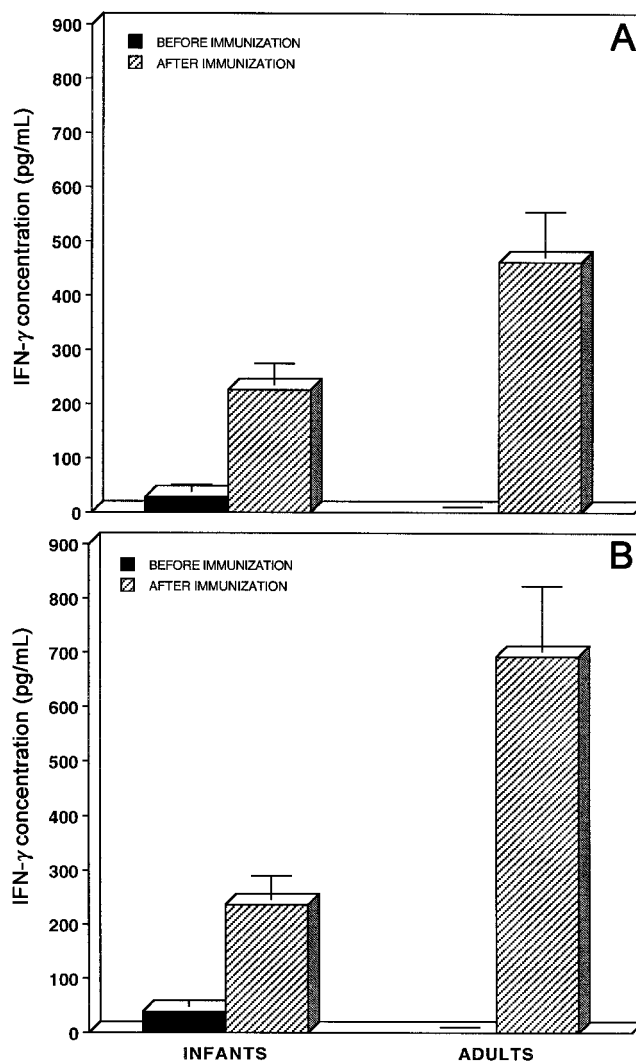 A
BEFORE IMMUNIZATION
AFTER IMMUNIZATION
IFN-γ concentration (pg/mL)
900
800
700
600
500
400
300
200
100
0
B
BEFORE IMMUNIZATION
AFTER IMMUNIZATION
IFN-γ concentration (pg/mL)
900
800
700
600
500
400
300
200
100
0
INFANTS ADULTS